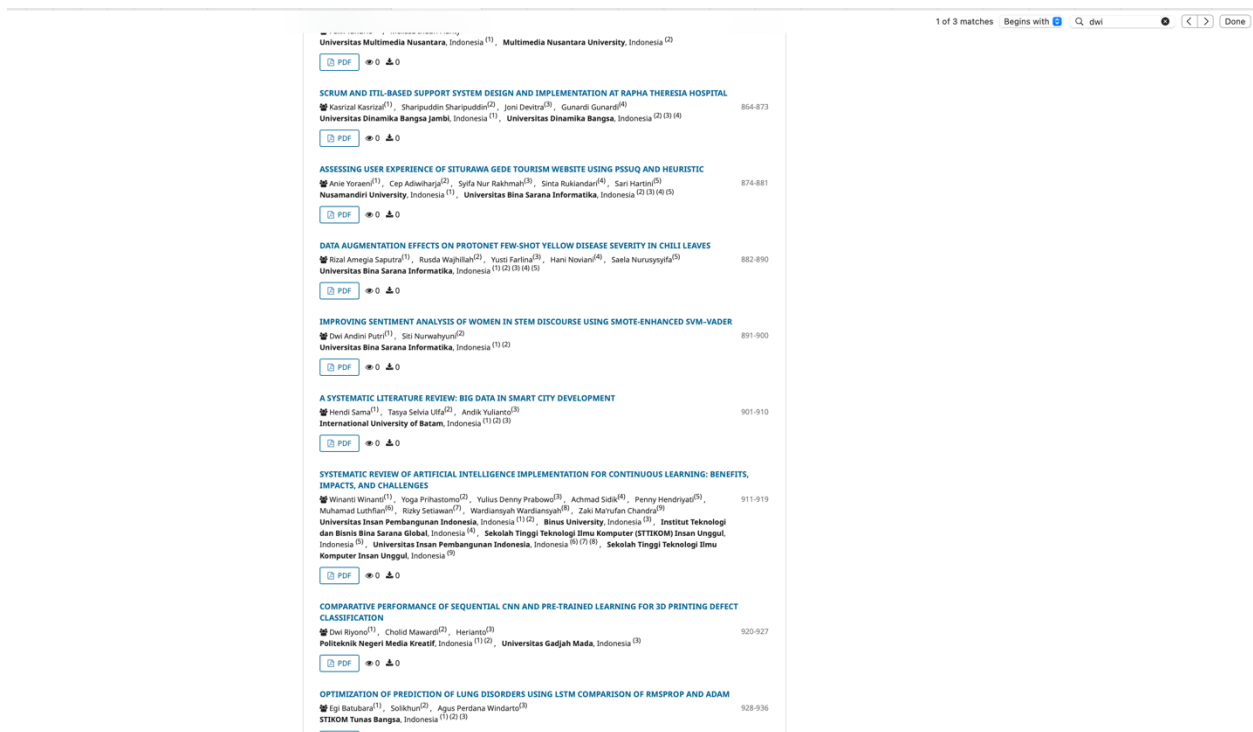 1 of 3 matches Begins with dwi Done
Universitas Multimedia Nusantara, Indonesia (1) , Multimedia Nusantara University, Indonesia (2)
PDF 0 0
SCRUM AND ITIL-BASED SUPPORT SYSTEM DESIGN AND IMPLEMENTATION AT RAPHA THERESIA HOSPITAL
Kasrizal Kasrizal(1) , Sharipuddin Sharipuddin(2) , Joni Devitra(3) , Gunardi Gunardi(4) 864-873
Universitas Dinamika Bangsa Jambi, Indonesia (1) , Universitas Dinamika Bangsa, Indonesia (2) (3) (4)
PDF 0 0
ASSESSING USER EXPERIENCE OF SITURAWA GEDE TOURISM WEBSITE USING PSSUQ AND HEURISTIC
Anie Yoraeni(1) , Cep Adiwiharja(2) , Syifa Nur Rakhmah(3) , Sinta Rukiandari(4) , Sari Hartini(5) 874-881
Nusamandiri University, Indonesia (1) , Universitas Bina Sarana Informatika, Indonesia (2) (3) (4) (5)
PDF 0 0
DATA AUGMENTATION EFFECTS ON PROTONET FEW-SHOT YELLOW DISEASE SEVERITY IN CHILI LEAVES
Rizal Amegia Saputra(1) , Rusda Wajhillah(2) , Yusti Farlina(3) , Hani Noviani(4) , Saela Nurusysyifa(5) 882-890
Universitas Bina Sarana Informatika, Indonesia (1) (2) (3) (4) (5)
PDF 0 0
IMPROVING SENTIMENT ANALYSIS OF WOMEN IN STEM DISCOURSE USING SMOTE-ENHANCED SVM–VADER
Dwi Andini Putri(1) , Siti Nurwahyuni(2) 891-900
Universitas Bina Sarana Informatika, Indonesia (1) (2)
PDF 0 0
A SYSTEMATIC LITERATURE REVIEW: BIG DATA IN SMART CITY DEVELOPMENT
Hendi Sama(1) , Tasya Selvia Ulfa(2) , Andik Yulianto(3) 901-910
International University of Batam, Indonesia (1) (2) (3)
PDF 0 0
SYSTEMATIC REVIEW OF ARTIFICIAL INTELLIGENCE IMPLEMENTATION FOR CONTINUOUS LEARNING: BENEFITS,
IMPACTS, AND CHALLENGES
Winanti Winanti(1) , Yoga Prihastomo(2) , Yulius Denny Prabowo(3) , Achmad Sidik(4) , Penny Hendriyati(5) , 911-919
Muhamad Luthfian(6) , Rizky Setiawan(7) , Wardiansyah Wardiansyah(8) , Zaki Ma'rufan Chandra(9)
Universitas Insan Pembangunan Indonesia, Indonesia (1) (2) , Binus University, Indonesia (3) , Institut Teknologi
dan Bisnis Bina Sarana Global, Indonesia (4) , Sekolah Tinggi Teknologi Ilmu Komputer (STTIKOM) Insan Unggul,
Indonesia (5) , Universitas Insan Pembangunan Indonesia, Indonesia (6) (7) (8) , Sekolah Tinggi Teknologi Ilmu
Komputer Insan Unggul, Indonesia (9)
PDF 0 0
COMPARATIVE PERFORMANCE OF SEQUENTIAL CNN AND PRE-TRAINED LEARNING FOR 3D PRINTING DEFECT
CLASSIFICATION
Dwi Riyono(1) , Cholid Mawardi(2) , Herianto(3) 920-927
Politeknik Negeri Media Kreatif, Indonesia (1) (2) , Universitas Gadjah Mada, Indonesia (3)
PDF 0 0
OPTIMIZATION OF PREDICTION OF LUNG DISORDERS USING LSTM COMPARISON OF RMSPROP AND ADAM
Egi Batubara(1) , Solikhun(2) , Agus Perdana Windarto(3) 928-936
STIKOM Tunas Bangsa, Indonesia (1) (2) (3)